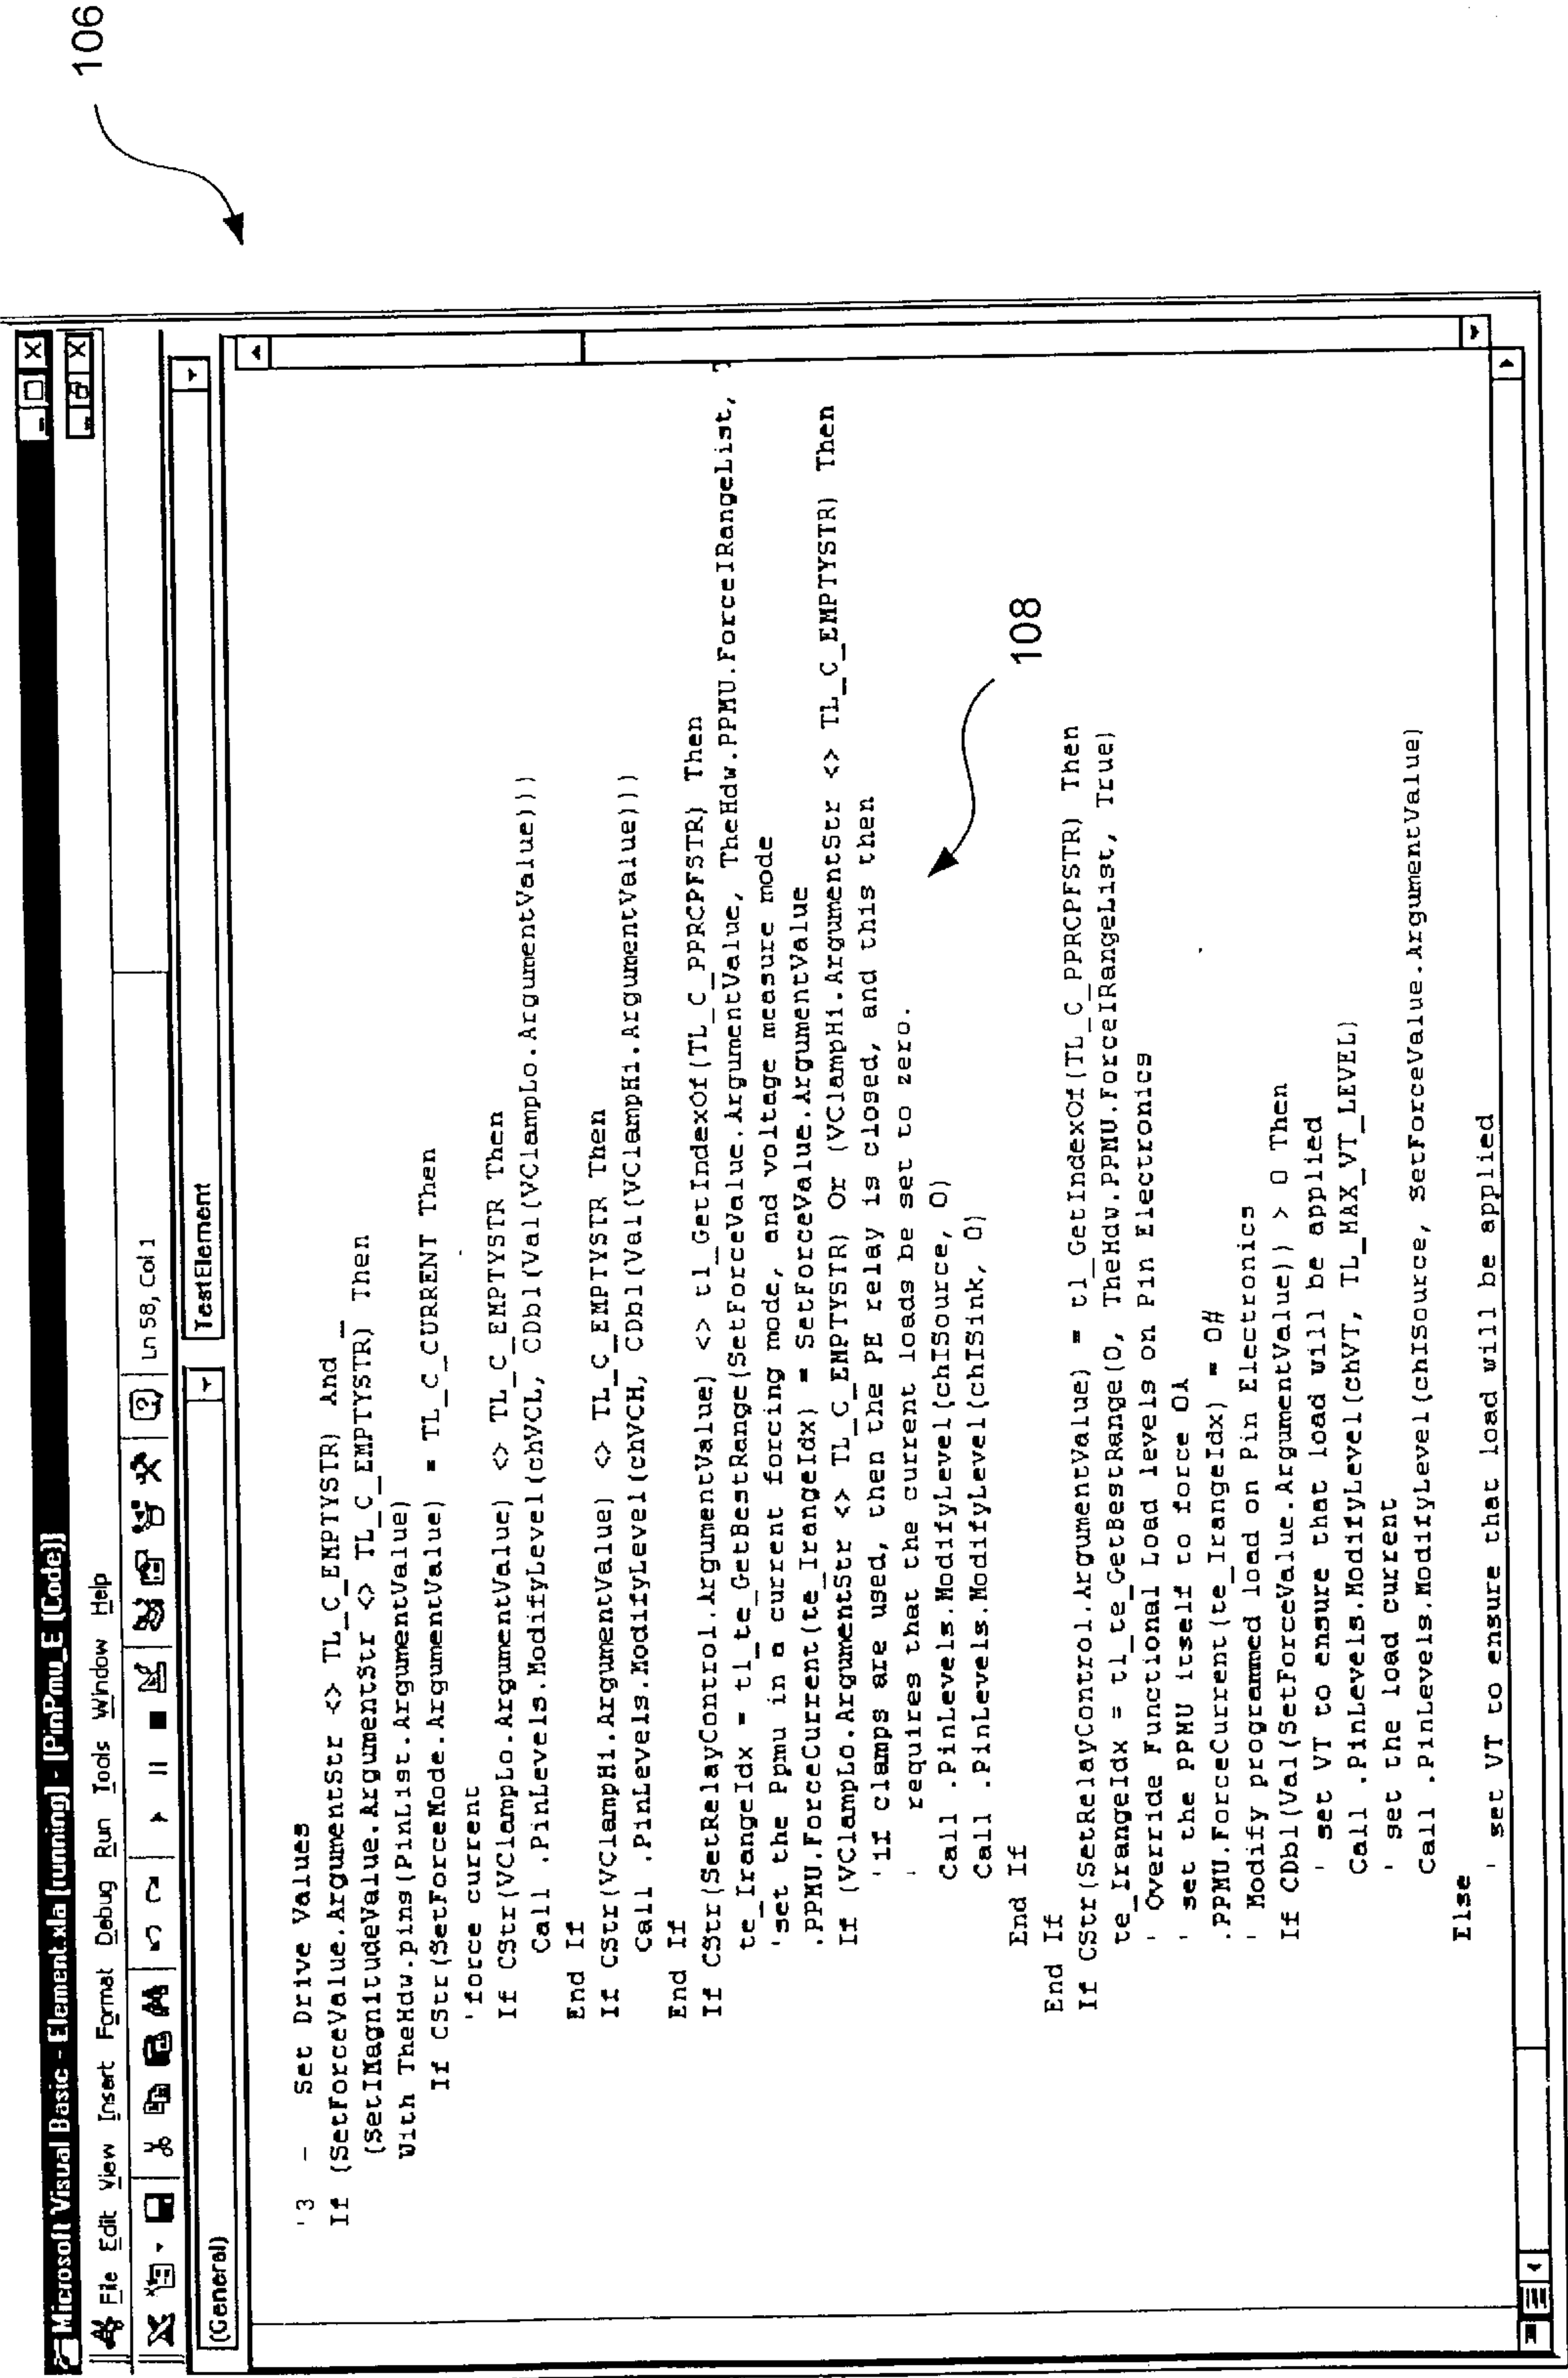 106
Microsoft Visual Basic - Element.xla [running] - [PinPmu_E (Code)]
File Edit View Insert Format Debug Run Tools Window Help
Ln 58, Col 1
(General)
TestElement
'3 - Set Drive Values
If (SetForceValue.ArgumentStr <> TL_C_EMPTYSTR) And _
(SetIMagnitudeValue.ArgumentStr <> TL_C_EMPTYSTR) Then
With TheHdw.pins(PinList.ArgumentValue)
If CStr(SetForceMode.ArgumentValue) = TL_C_CURRENT Then
'force current
If CStr(VClampLo.ArgumentValue) <> TL_C_EMPTYSTR Then
Call .PinLevels.ModifyLevel(chVCL, CDbl(Val(VClampLo.ArgumentValue)))
End If
If CStr(VClampHi.ArgumentValue) <> TL_C_EMPTYSTR Then
Call .PinLevels.ModifyLevel(chVCH, CDbl(Val(VClampHi.ArgumentValue)))
End If
If CStr(SetRelayControl.ArgumentValue) <> tl_GetIndexOf(TL_C_PPRCPFSTR) Then
te_IrangeIdx = tl_te_GetBestRange(SetForceValue.ArgumentValue, TheHdw.PPMU.ForceIRangeList,
'set the Ppmu in a current forcing mode, and voltage measure mode
.PPMU.ForceCurrent(te_IrangeIdx) = SetForceValue.ArgumentValue
If (VClampLo.ArgumentStr <> TL_C_EMPTYSTR) Or (VClampHi.ArgumentStr <> TL_C_EMPTYSTR) Then
'if clamps are used, then the PE relay is closed, and this then
' requires that the current loads be set to zero.
Call .PinLevels.ModifyLevel(chISource, 0)
Call .PinLevels.ModifyLevel(chISink, 0)
108
End If
End If
If CStr(SetRelayControl.ArgumentValue) = tl_GetIndexOf(TL_C_PPRCPFSTR) Then
te_IrangeIdx = tl_te_GetBestRange(0, TheHdw.PPMU.ForceIRangeList, True)
' Override Functional Load levels on Pin Electronics
' set the PPMU itself to force 0A
.PPMU.ForceCurrent(te_IrangeIdx) = 0#
' Modify programmed load on Pin Electronics
If CDbl(Val(SetForceValue.ArgumentValue)) > 0 Then
' set VT to ensure that load will be applied
Call .PinLevels.ModifyLevel(chVT, TL_MAX_VT_LEVEL)
' set the load current
Call .PinLevels.ModifyLevel(chISource, SetForceValue.ArgumentValue)
Else
' set VT to ensure that load will be applied